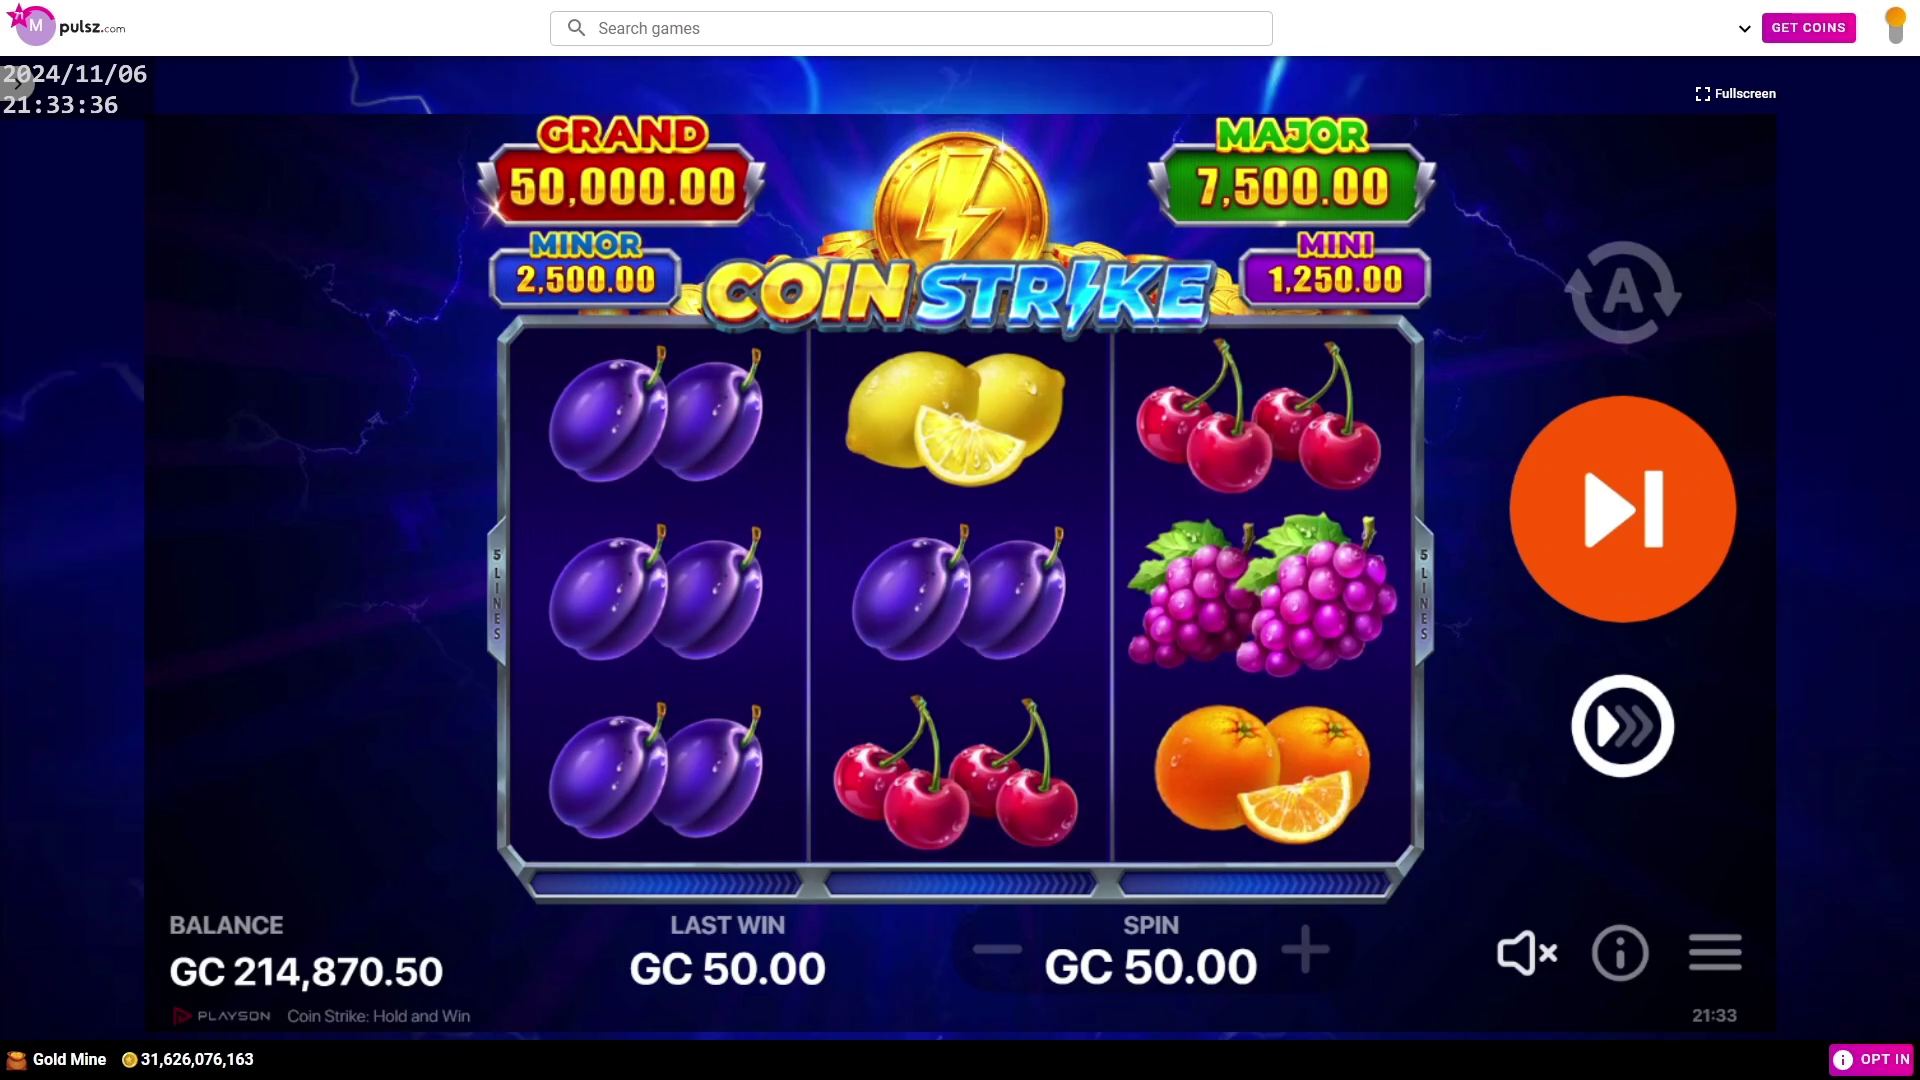 M
71
pulsz.com
Search games
GET COINS
2024/11/06
21:33:36
Fullscreen
GRAND
50,000.00
MAJOR
7,500.00
MINOR
2,500.00
MINI
1,250.00
COIN STRIKE
A
5 LINES
5 LINES
BALANCE
GC 214,870.50
LAST WIN
GC 50.00
SPIN
GC 50.00
PLAYSON
Coin Strike: Hold and Win
21:33
Gold Mine
31,626,076,163
OPT IN